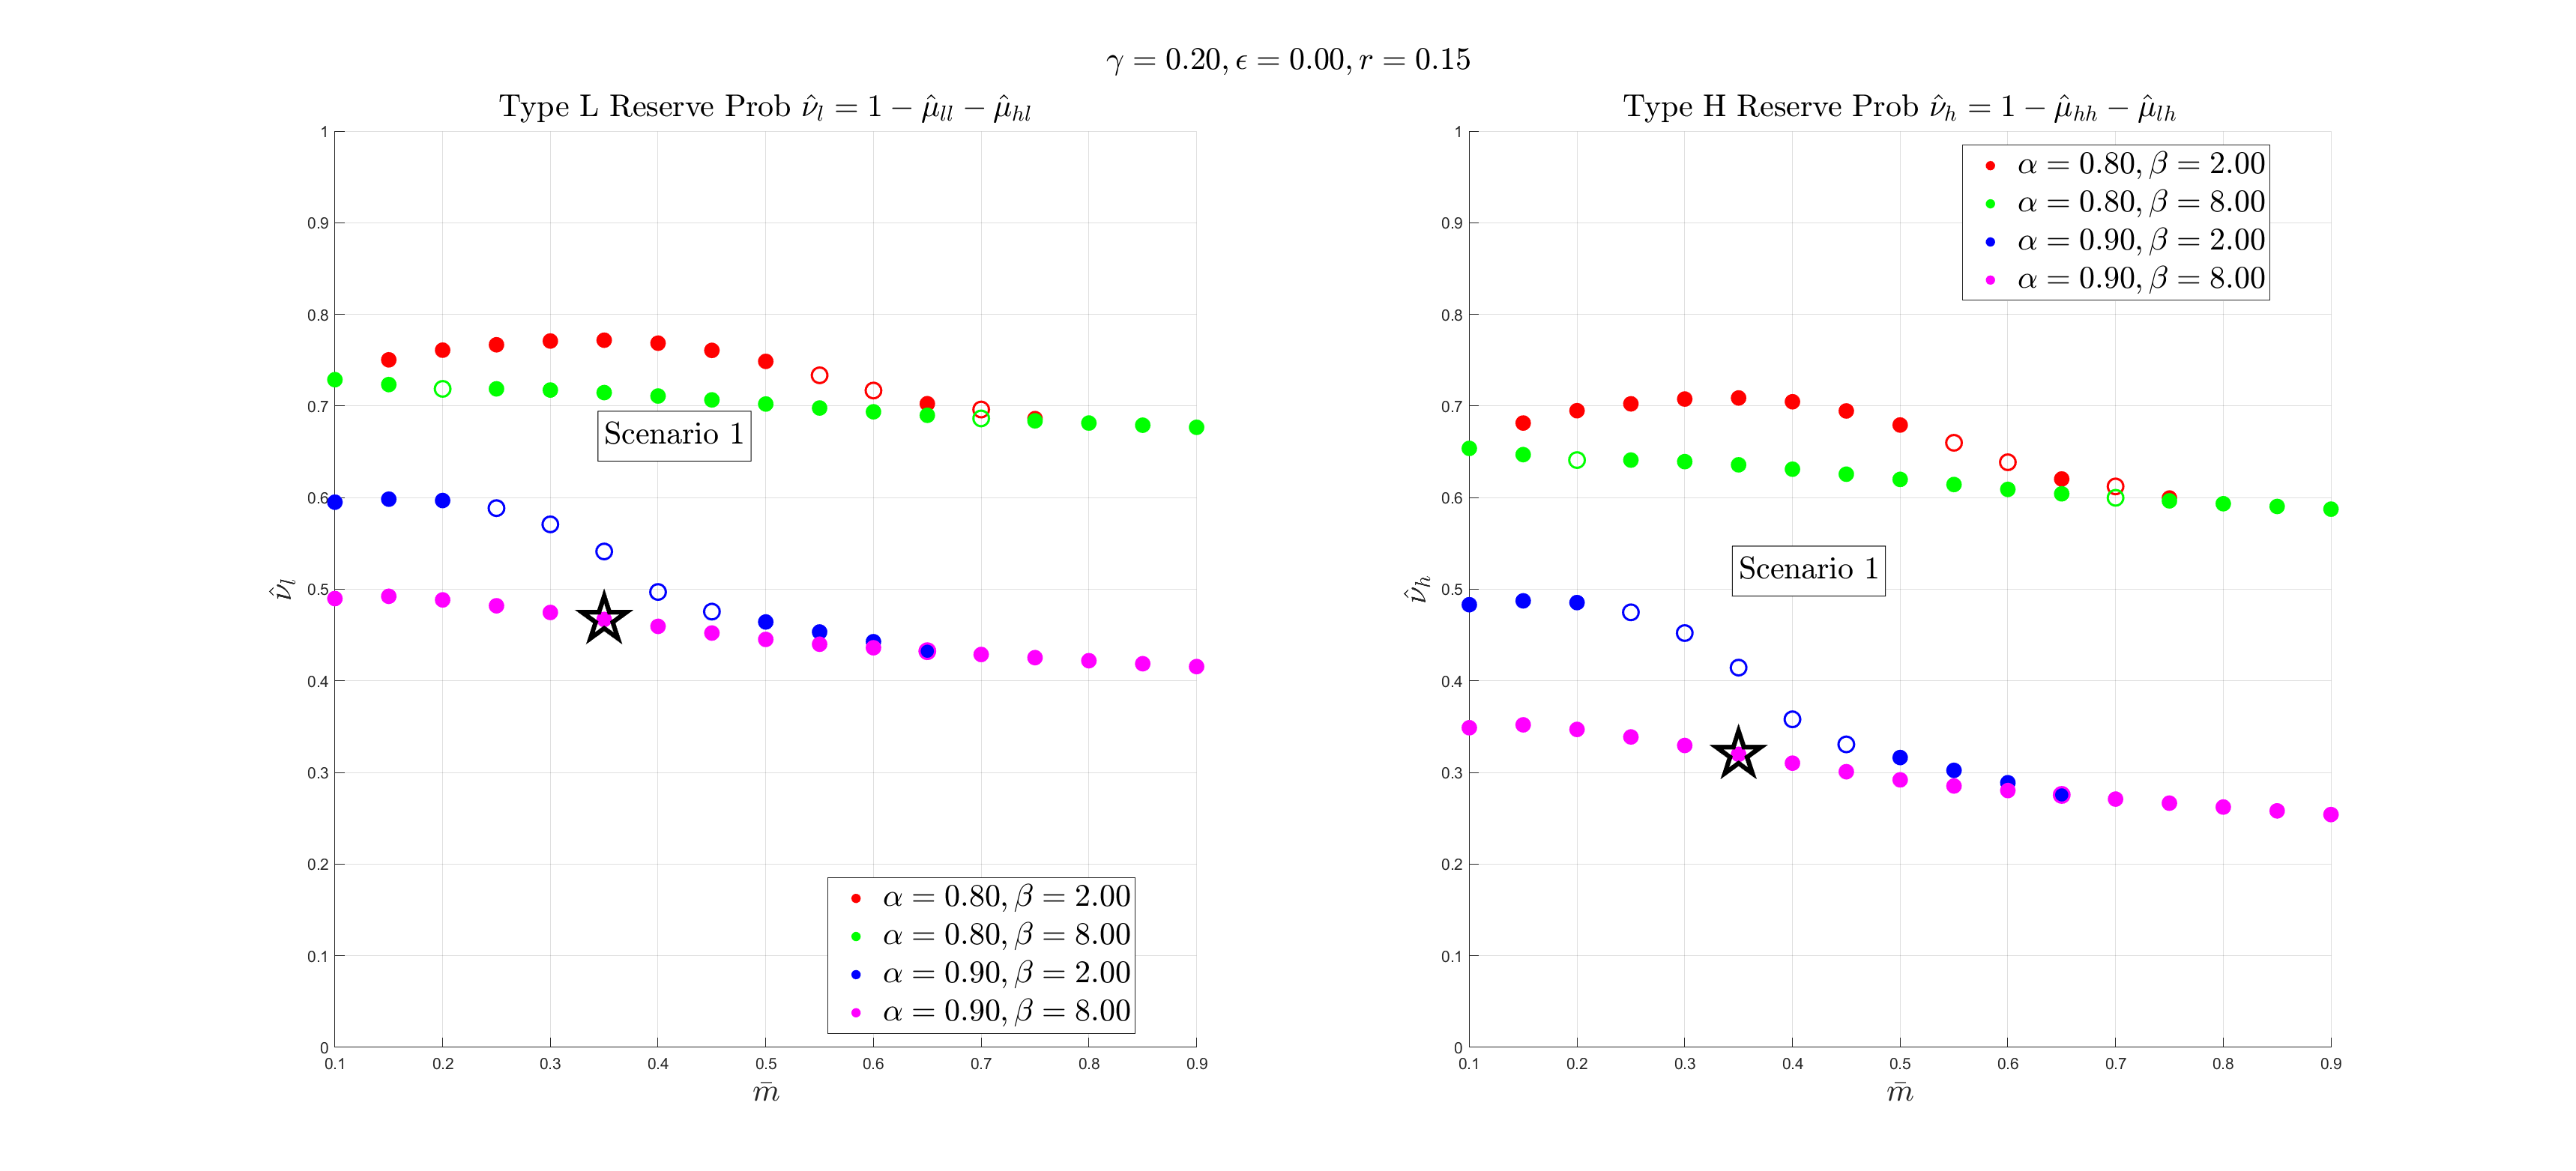 γ = 0.20, ϵ = 0.00, r = 0.15
Type L Reserve Prob ν̂_l = 1 − μ̂_ll − μ̂_hl
1
0.9
0.8
0.7
0.6
0.5
0.4
0.3
0.2
0.1
0
ν̂_l
Scenario 1
α = 0.80, β = 2.00
α = 0.80, β = 8.00
α = 0.90, β = 2.00
α = 0.90, β = 8.00
0.1 0.2 0.3 0.4 0.5 0.6 0.7 0.8 0.9
m̄
Type H Reserve Prob ν̂_h = 1 − μ̂_hh − μ̂_lh
1
0.9
0.8
0.7
0.6
0.5
0.4
0.3
0.2
0.1
0
ν̂_h
α = 0.80, β = 2.00
α = 0.80, β = 8.00
α = 0.90, β = 2.00
α = 0.90, β = 8.00
Scenario 1
0.1 0.2 0.3 0.4 0.5 0.6 0.7 0.8 0.9
m̄